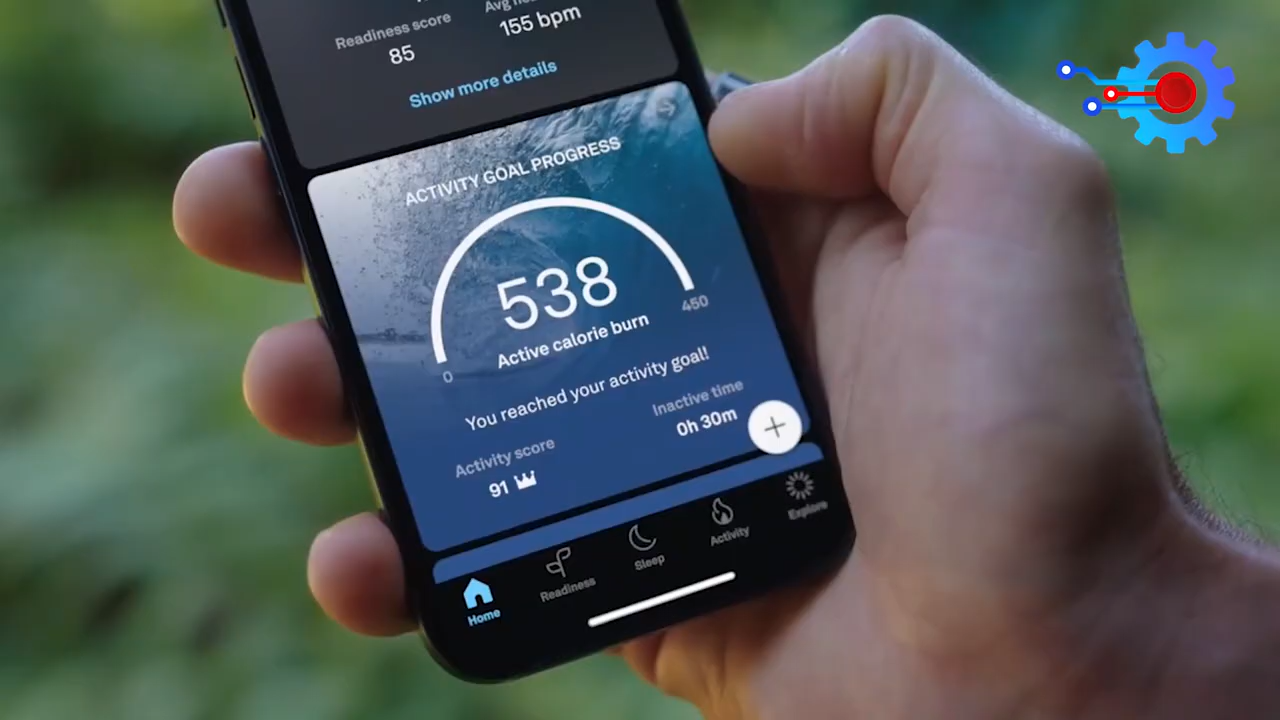 Readiness score
85
Avg
155 bpm
Show more details
ACTIVITY GOAL PROGRESS
538
Active calorie burn
0
450
You reached your activity goal!
Activity score
91
Inactive time
0h 30m
Home
Readiness
Sleep
Activity
Explore